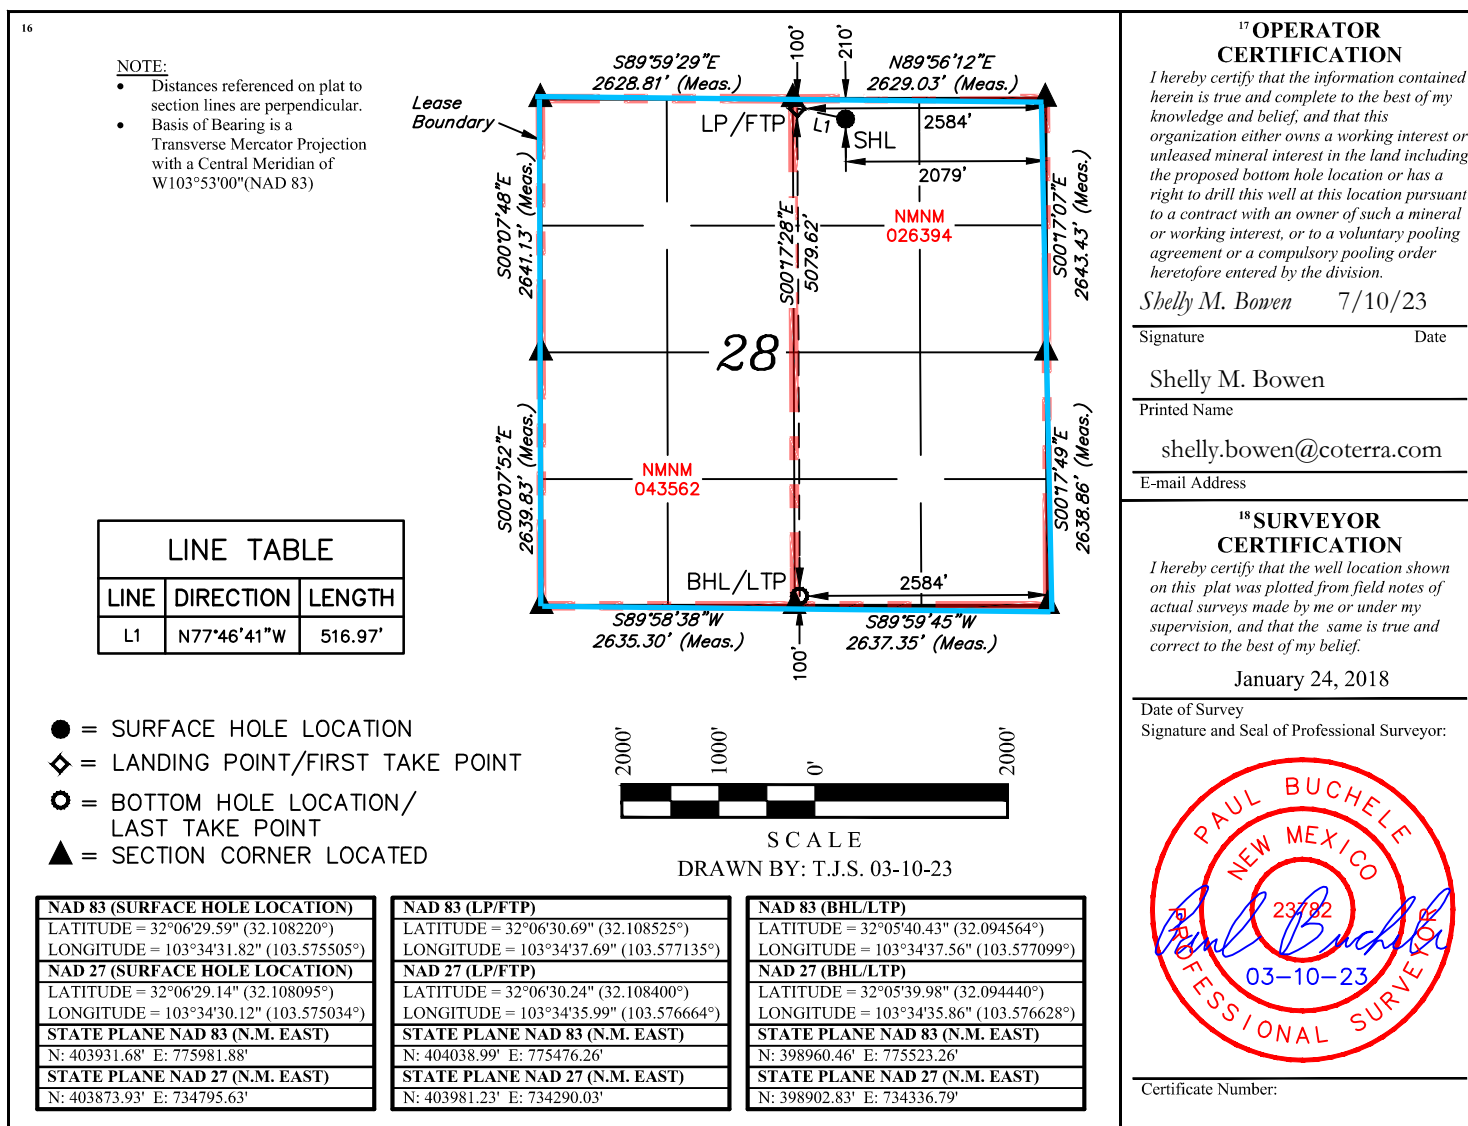 16
NOTE:
• Distances referenced on plat to
section lines are perpendicular.
• Basis of Bearing is a
Transverse Mercator Projection
with a Central Meridian of
W103°53'00"(NAD 83)
Lease
Boundary
S89°59'29"E
2628.81' (Meas.)
100'
210'
N89°56'12"E
2629.03' (Meas.)
LP/FTP
L1
2584'
SHL
2079'
S00°07'48"E
2641.13' (Meas.)
S00°17'28"E
5079.62'
NMNM
026394
S00°17'07"E
2643.43' (Meas.)
28
S00°07'52"E
2639.83' (Meas.)
NMNM
043562
S00°17'49"E
2638.86' (Meas.)
BHL/LTP
2584'
S89°58'38"W
2635.30' (Meas.)
100'
S89°59'45"W
2637.35' (Meas.)
LINE TABLE
LINE DIRECTION LENGTH
L1 N77°46'41"W 516.97'
= SURFACE HOLE LOCATION
= LANDING POINT/FIRST TAKE POINT
= BOTTOM HOLE LOCATION/
LAST TAKE POINT
= SECTION CORNER LOCATED
2000' 1000' 0' 2000'
SCALE
DRAWN BY: T.J.S. 03-10-23
NAD 83 (SURFACE HOLE LOCATION)
LATITUDE = 32°06'29.59" (32.108220°)
LONGITUDE = 103°34'31.82" (103.575505°)
NAD 27 (SURFACE HOLE LOCATION)
LATITUDE = 32°06'29.14" (32.108095°)
LONGITUDE = 103°34'30.12" (103.575034°)
STATE PLANE NAD 83 (N.M. EAST)
N: 403931.68' E: 775981.88'
STATE PLANE NAD 27 (N.M. EAST)
N: 403873.93' E: 734795.63'
NAD 83 (LP/FTP)
LATITUDE = 32°06'30.69" (32.108525°)
LONGITUDE = 103°34'37.69" (103.577135°)
NAD 27 (LP/FTP)
LATITUDE = 32°06'30.24" (32.108400°)
LONGITUDE = 103°34'35.99" (103.576664°)
STATE PLANE NAD 83 (N.M. EAST)
N: 404038.99' E: 775476.26'
STATE PLANE NAD 27 (N.M. EAST)
N: 403981.23' E: 734290.03'
NAD 83 (BHL/LTP)
LATITUDE = 32°05'40.43" (32.094564°)
LONGITUDE = 103°34'37.56" (103.577099°)
NAD 27 (BHL/LTP)
LATITUDE = 32°05'39.98" (32.094440°)
LONGITUDE = 103°34'35.86" (103.576628°)
STATE PLANE NAD 83 (N.M. EAST)
N: 398960.46' E: 775523.26'
STATE PLANE NAD 27 (N.M. EAST)
N: 398902.83' E: 734336.79'
17 OPERATOR
CERTIFICATION
I hereby certify that the information contained
herein is true and complete to the best of my
knowledge and belief, and that this
organization either owns a working interest or
unleased mineral interest in the land including
the proposed bottom hole location or has a
right to drill this well at this location pursuant
to a contract with an owner of such a mineral
or working interest, or to a voluntary pooling
agreement or a compulsory pooling order
heretofore entered by the division.
Shelly M. Bowen 7/10/23
Signature Date
Shelly M. Bowen
Printed Name
shelly.bowen@coterra.com
E-mail Address
18 SURVEYOR
CERTIFICATION
I hereby certify that the well location shown
on this plat was plotted from field notes of
actual surveys made by me or under my
supervision, and that the same is true and
correct to the best of my belief.
January 24, 2018
Date of Survey
Signature and Seal of Professional Surveyor:
PAUL BUCHELE
NEW MEXICO
23782
Paul Buchele
03-10-23
PROFESSIONAL SURVEYOR
Certificate Number: